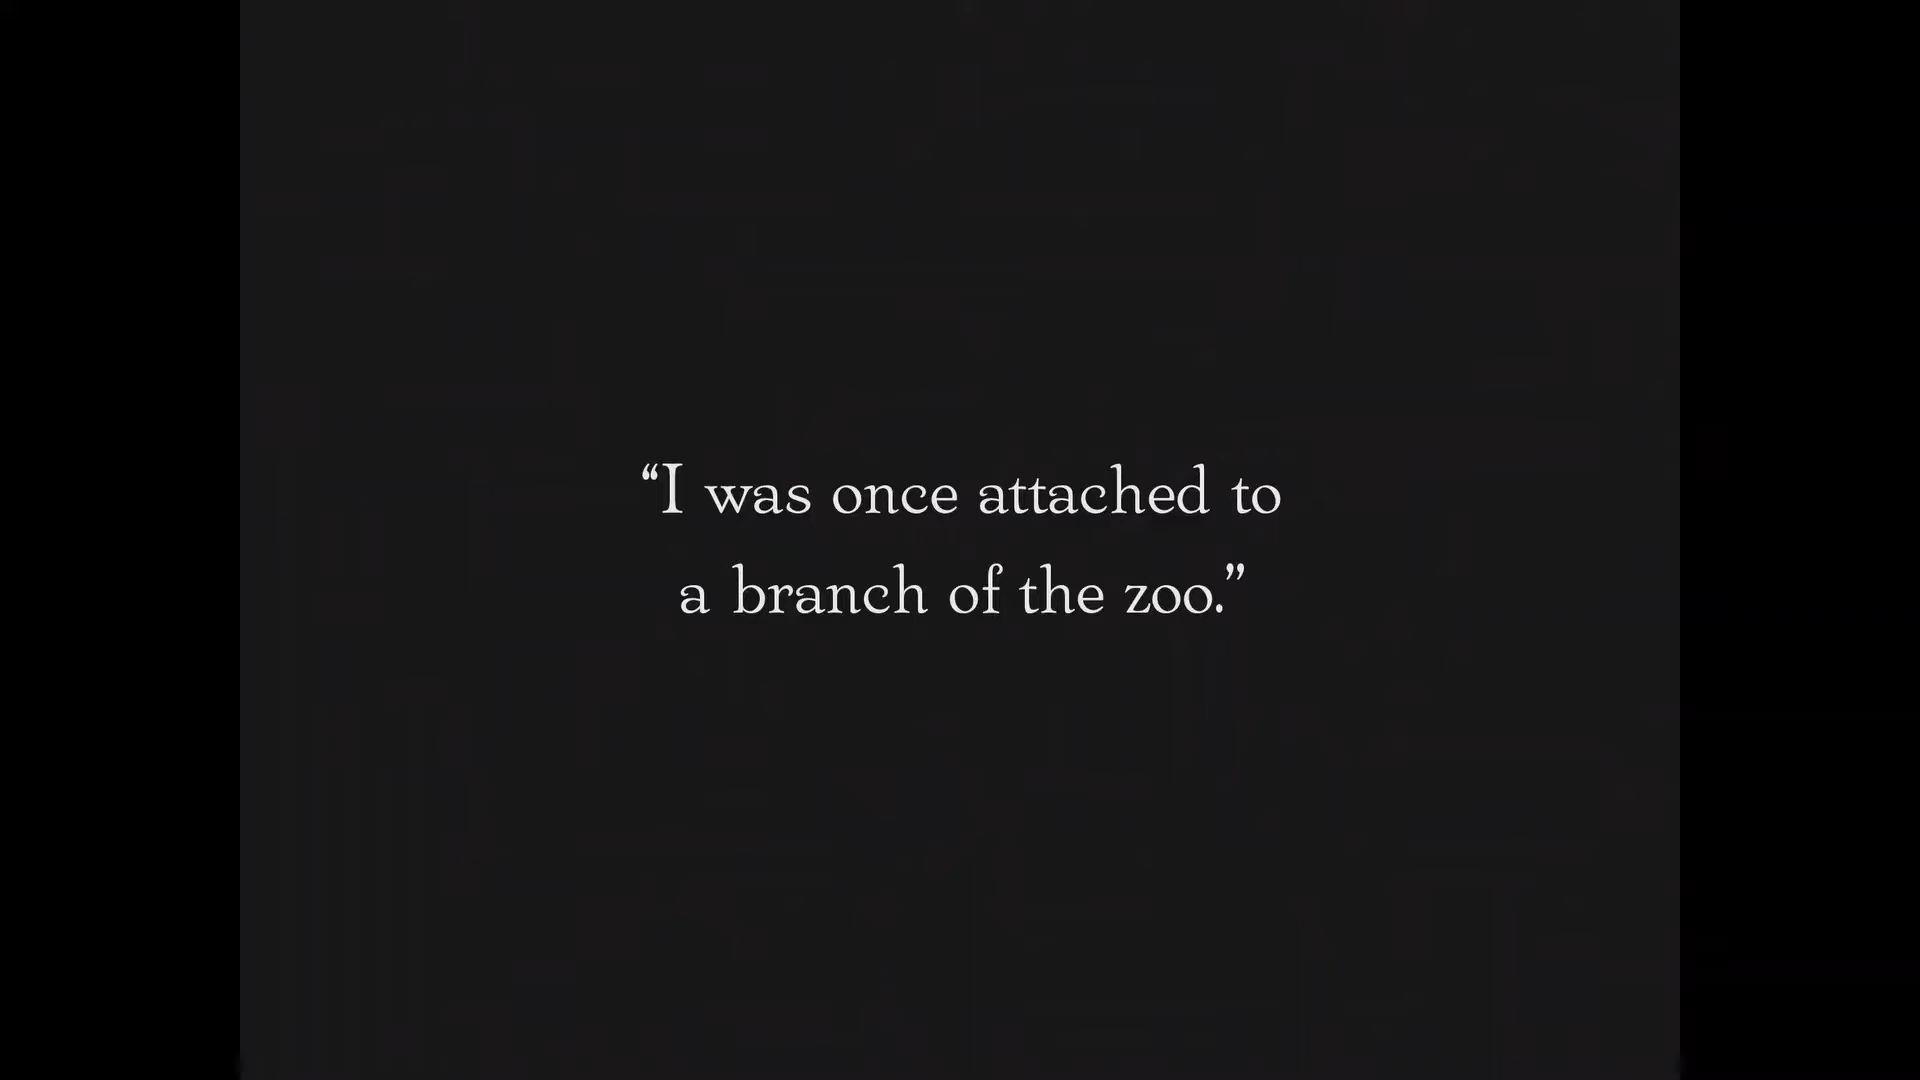 “I was once attached to
a branch of the zoo.”